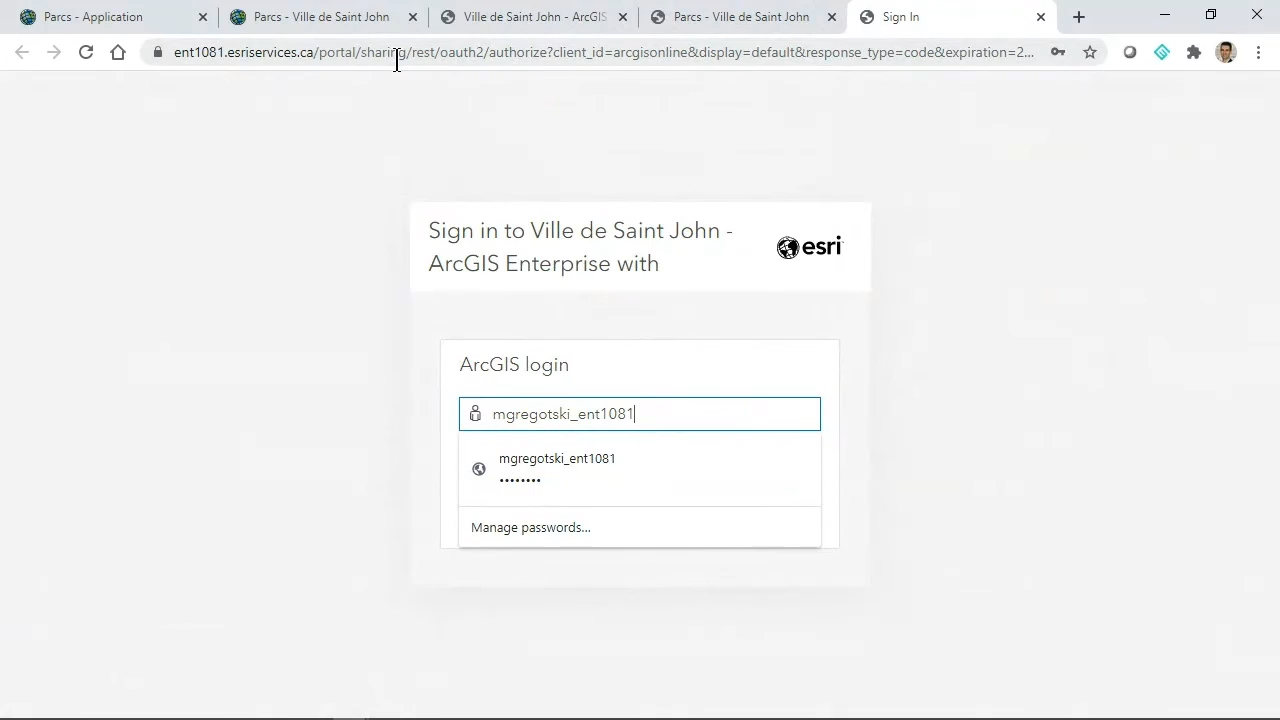 Parcs - Application
Parcs - Ville de Saint John
Ville de Saint John - ArcGIS
Parcs - Ville de Saint John
Sign In
ent1081.esriservices.ca/portal/sharing/rest/oauth2/authorize?client_id=arcgisonline&display=default&response_type=code&expiration=2...
Sign in to Ville de Saint John -
ArcGIS Enterprise with
esri
ArcGIS login
mgregotski_ent1081
mgregotski_ent1081
••••••••
Manage passwords...